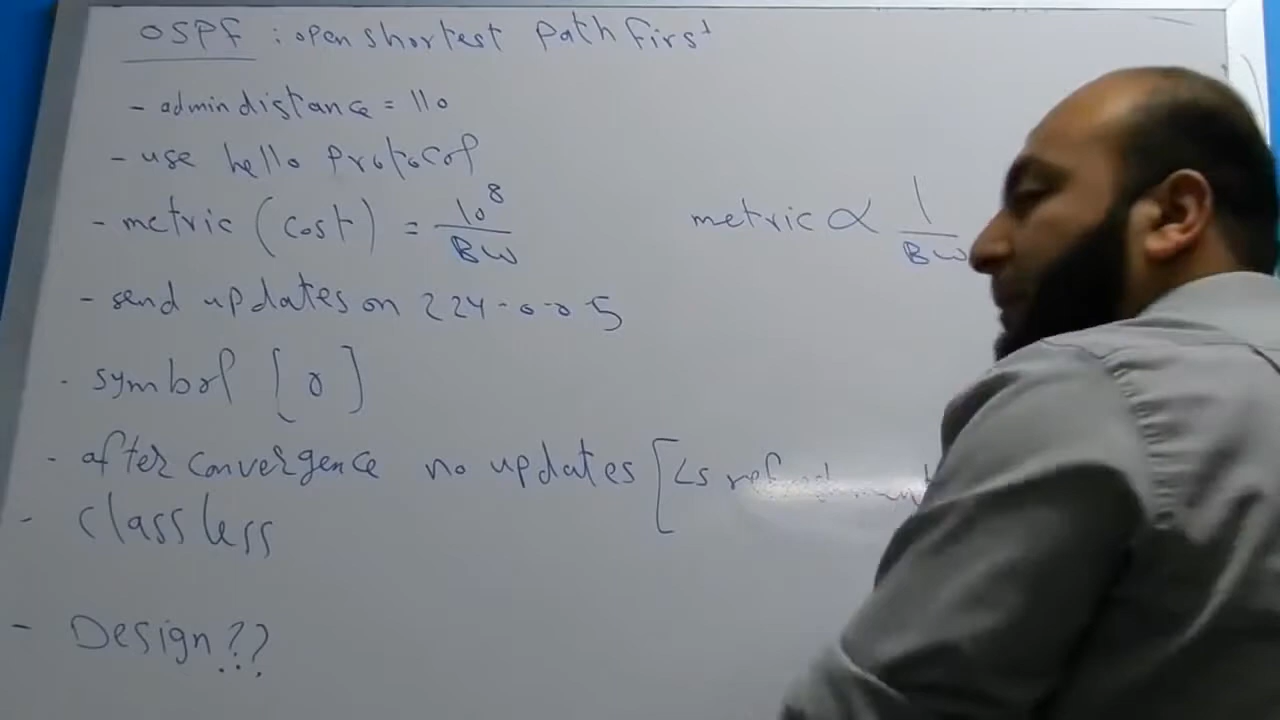 OSPF : open shortest path first
- admin distance = 110
- use hello protocol
- metric (cost) = 10^8 / BW
metric ∝ 1 / BW
- send updates on 224.0.0.5
- symbol [o]
- after convergence no updates [LS
- classless
- Design??